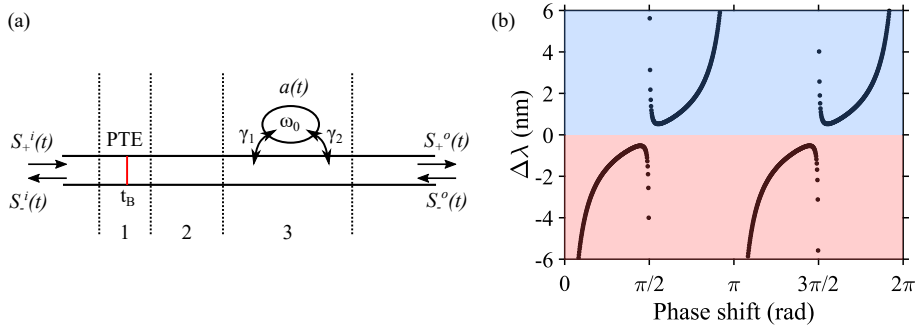 (a)
a(t)
ω₀
γ₁
γ₂
PTE
S₊ⁱ(t)
S₊ᵒ(t)
S₋ⁱ(t)
S₋ᵒ(t)
t_B
1 2 3
(b)
6
4
2
0
-2
-4
-6
Δλ (nm)
0 π/2 π 3π/2 2π
Phase shift (rad)